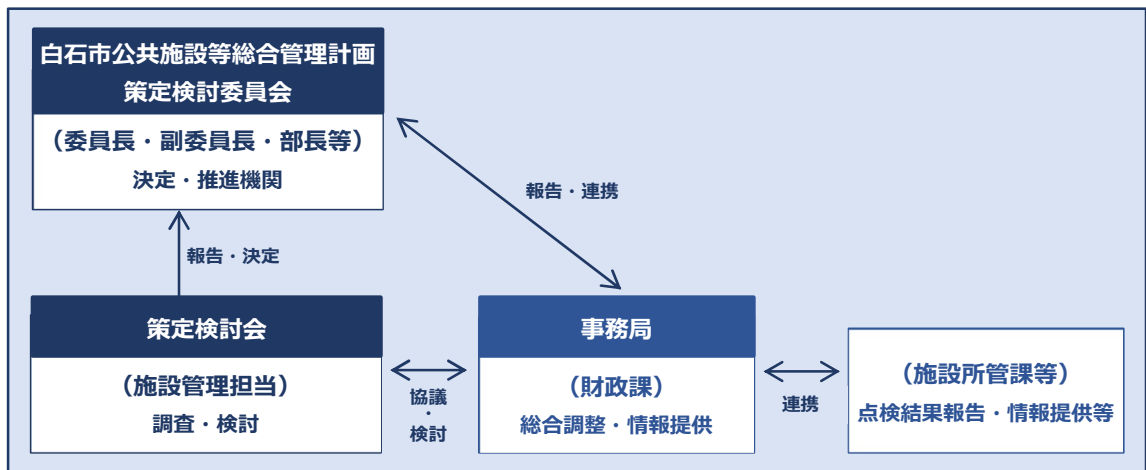 白石市公共施設等総合管理計画
策定検討委員会
（委員長・副委員長・部長等）
決定・推進機関
報告・連携
報告・決定
策定検討会
（施設管理担当）
調査・検討
協議
・
検討
事務局
（財政課）
総合調整・情報提供
連携
（施設所管課等）
点検結果報告・情報提供等